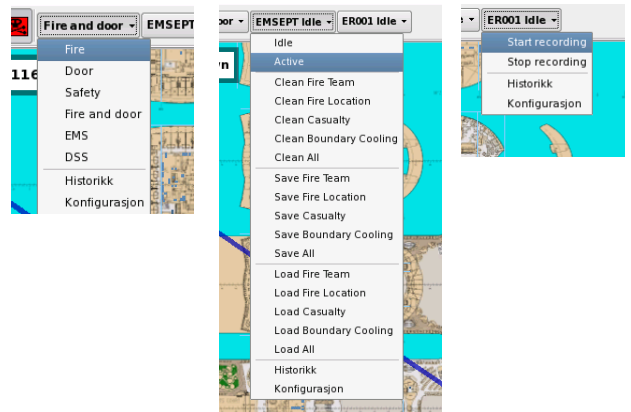 Fire and door
EMSEPT
Fire
116
Door
Safety
Fire and door
EMS
DSS
Historikk
Konfigurasjon
oor
EMSEPT Idle
ER001 Idle
Idle
Active
Clean Fire Team
Clean Fire Location
Clean Casualty
Clean Boundary Cooling
Clean All
Save Fire Team
Save Fire Location
Save Casualty
Save Boundary Cooling
Save All
Load Fire Team
Load Fire Location
Load Casualty
Load Boundary Cooling
Load All
Historikk
Konfigurasjon
ER001 Idle
Start recording
Stop recording
Historikk
Konfigurasjon